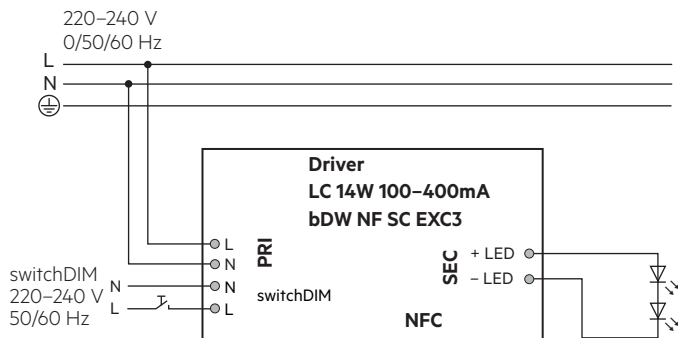 220–240 V
0/50/60 Hz
L
N
Driver
LC 14W 100–400mA
bDW NF SC EXC3
PRI
L
N
N
L
switchDIM
SEC
+ LED
– LED
NFC
switchDIM
220–240 V
50/60 Hz
N
L